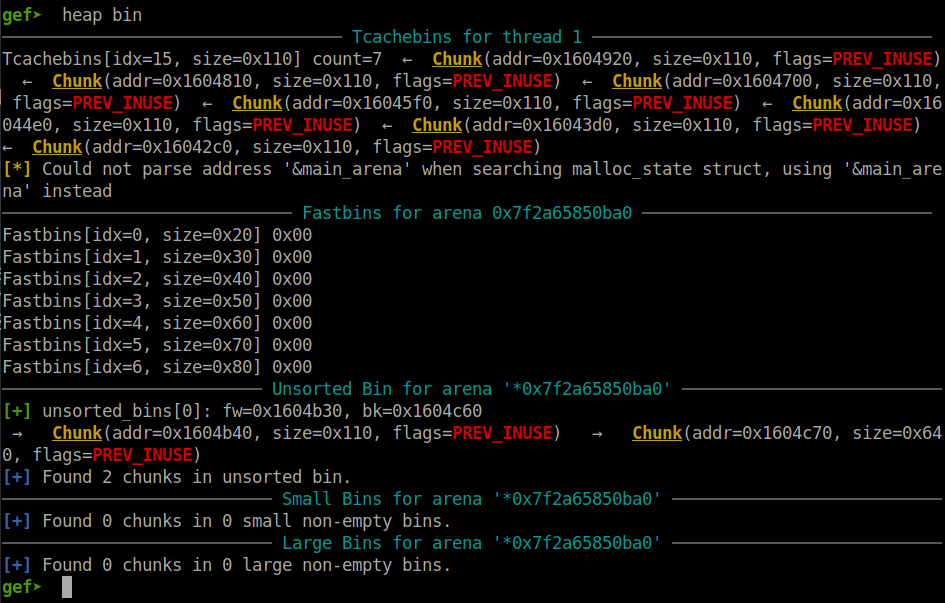 gef➤  heap bin
Tcachebins for thread 1
Tcachebins[idx=15, size=0x110] count=7  ←  Chunk(addr=0x1604920, size=0x110, flags=PREV_INUSE)
  ←  Chunk(addr=0x1604810, size=0x110, flags=PREV_INUSE)  ←  Chunk(addr=0x1604700, size=0x110,
 flags=PREV_INUSE)  ←  Chunk(addr=0x16045f0, size=0x110, flags=PREV_INUSE)  ←  Chunk(addr=0x16
044e0, size=0x110, flags=PREV_INUSE)  ←  Chunk(addr=0x16043d0, size=0x110, flags=PREV_INUSE)
←  Chunk(addr=0x16042c0, size=0x110, flags=PREV_INUSE)
[*] Could not parse address '&main_arena' when searching malloc_state struct, using '&main_are
na' instead
Fastbins for arena 0x7f2a65850ba0
Fastbins[idx=0, size=0x20] 0x00
Fastbins[idx=1, size=0x30] 0x00
Fastbins[idx=2, size=0x40] 0x00
Fastbins[idx=3, size=0x50] 0x00
Fastbins[idx=4, size=0x60] 0x00
Fastbins[idx=5, size=0x70] 0x00
Fastbins[idx=6, size=0x80] 0x00
Unsorted Bin for arena '*0x7f2a65850ba0'
[+] unsorted_bins[0]: fw=0x1604b30, bk=0x1604c60
 →   Chunk(addr=0x1604b40, size=0x110, flags=PREV_INUSE)   →   Chunk(addr=0x1604c70, size=0x64
0, flags=PREV_INUSE)
[+] Found 2 chunks in unsorted bin.
Small Bins for arena '*0x7f2a65850ba0'
[+] Found 0 chunks in 0 small non-empty bins.
Large Bins for arena '*0x7f2a65850ba0'
[+] Found 0 chunks in 0 large non-empty bins.
gef➤